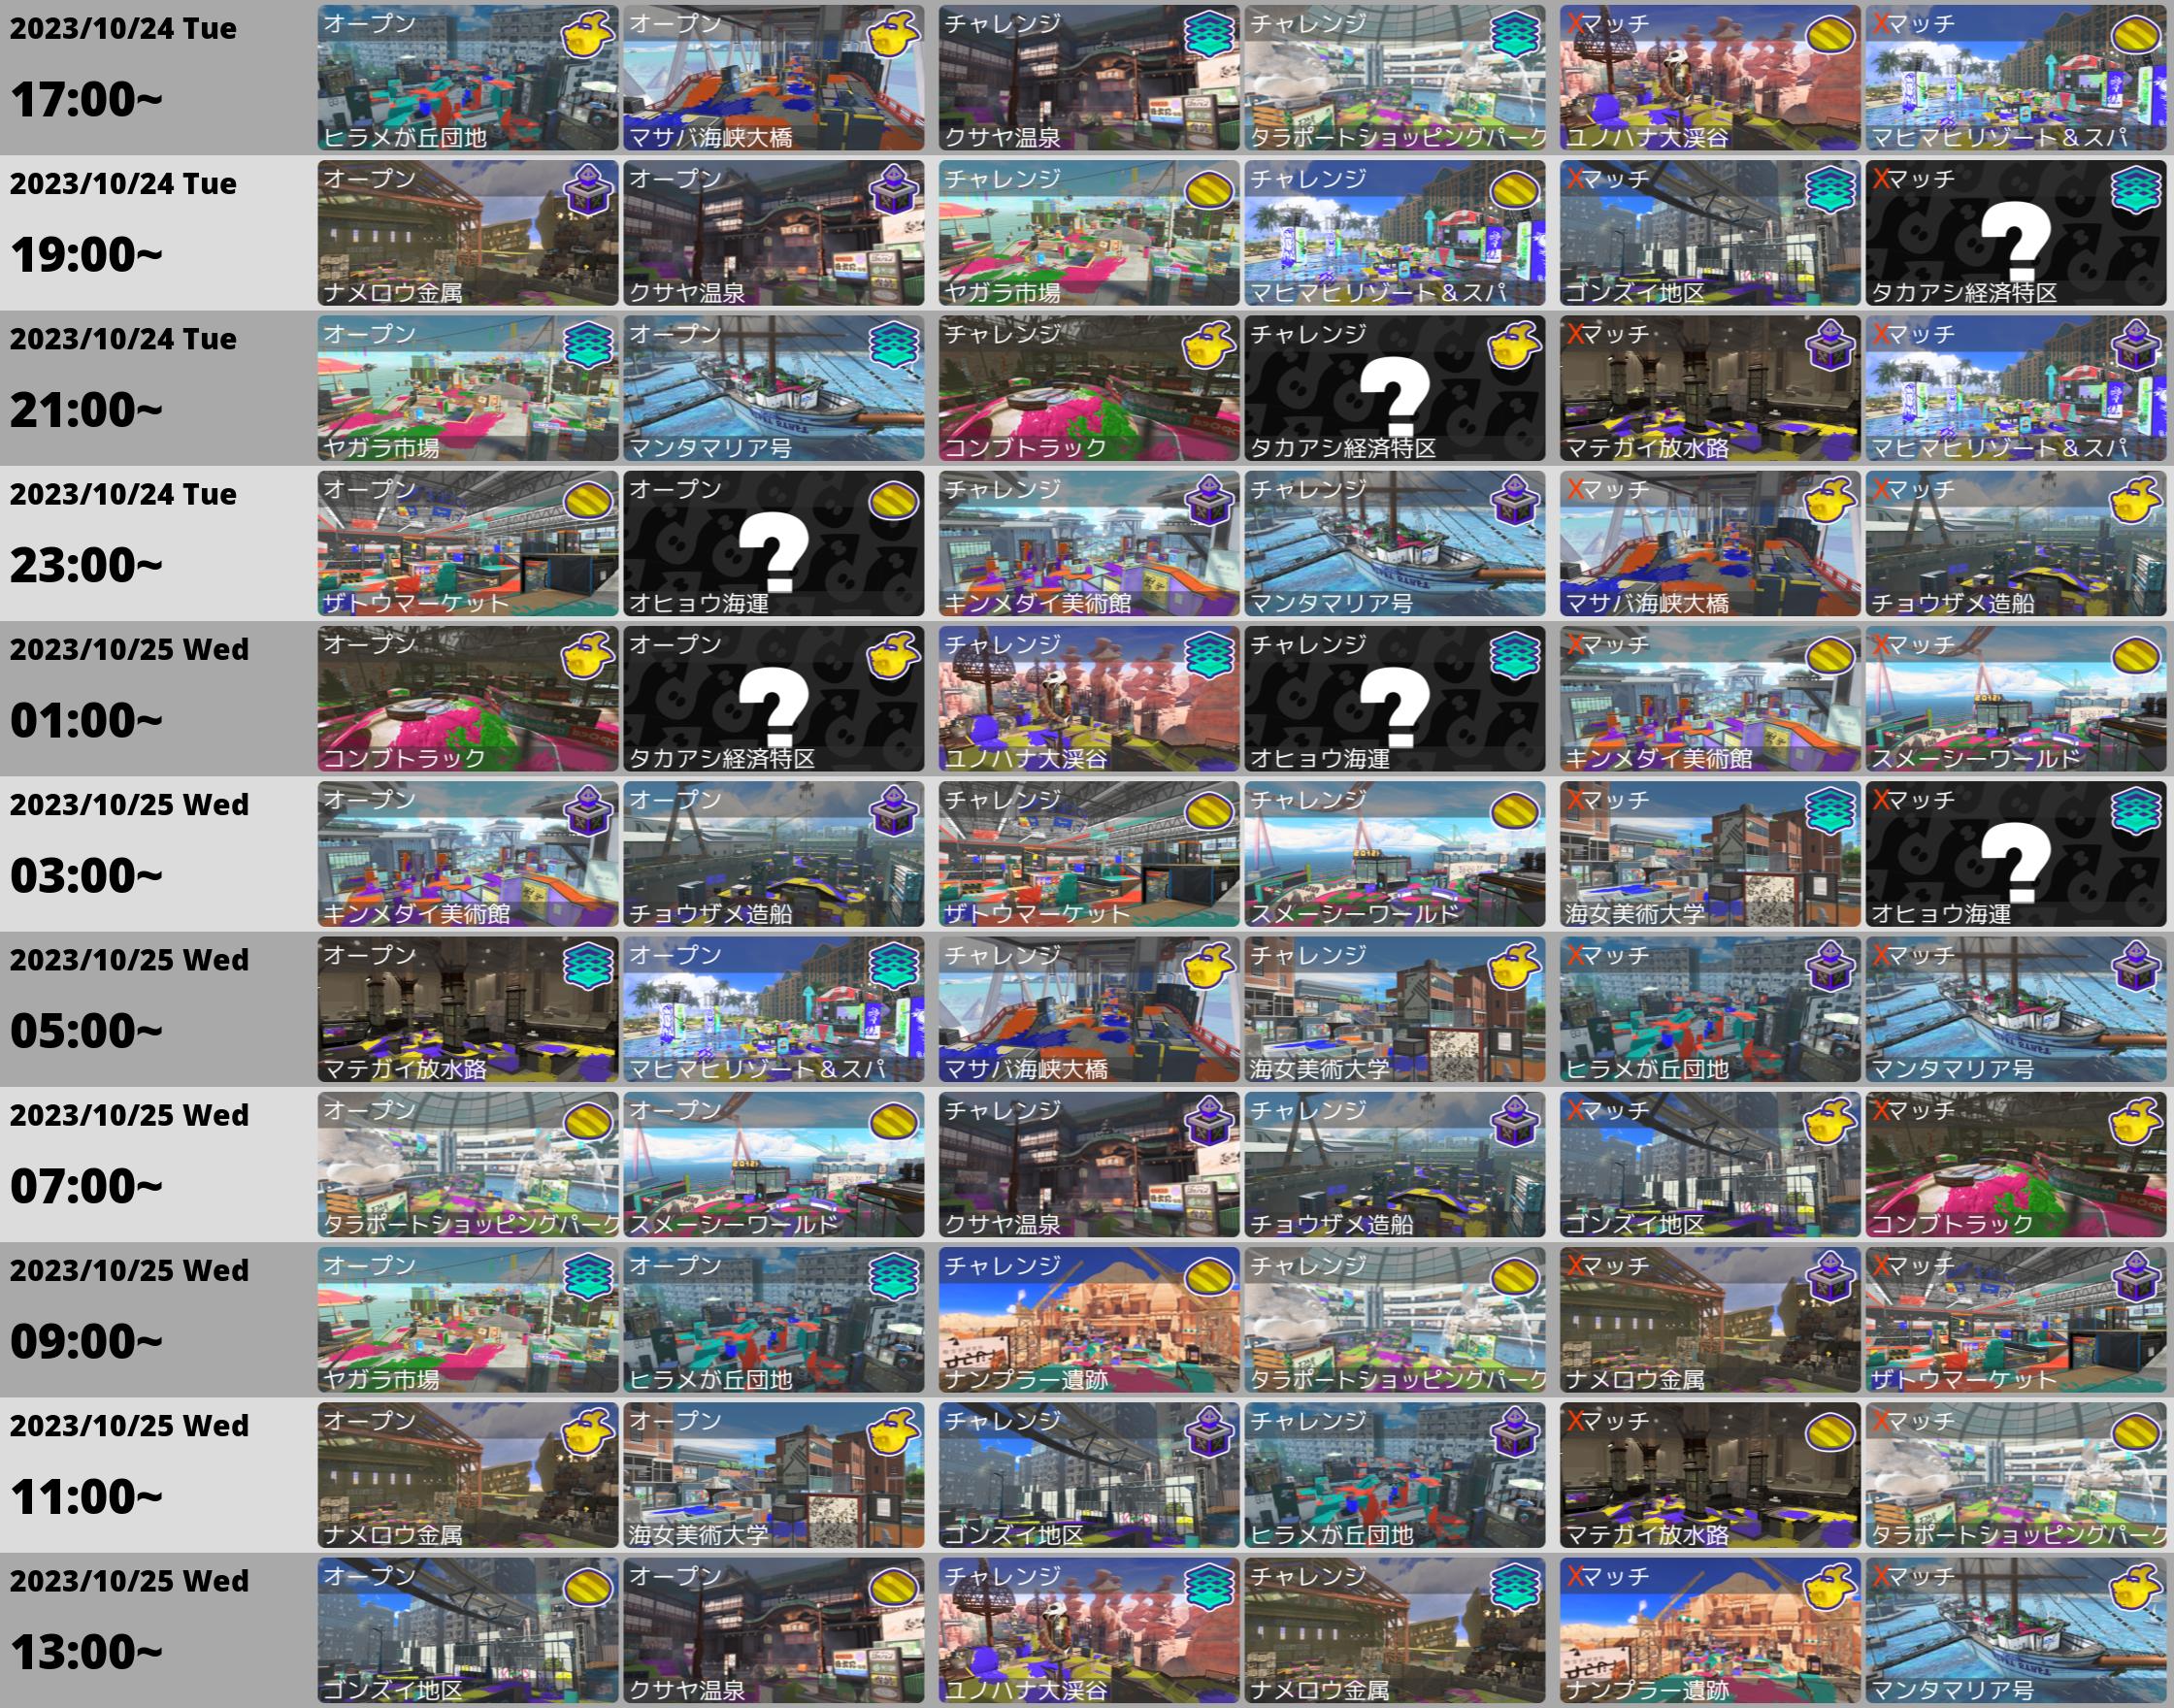 2023/10/24 Tue
17:00~
オープン オープン チャレンジ チャレンジ Xマッチ Xマッチ
ヒラメが丘団地 マサバ海峡大橋 クサヤ温泉 タラポートショッピングパーク ユノハナ大渓谷 マヒマヒリゾート＆スパ
2023/10/24 Tue
19:00~
オープン オープン チャレンジ チャレンジ Xマッチ Xマッチ
ナメロウ金属 クサヤ温泉 ヤガラ市場 マヒマヒリゾート＆スパ ゴンズイ地区 タカアシ経済特区
2023/10/24 Tue
21:00~
オープン オープン チャレンジ チャレンジ Xマッチ Xマッチ
ヤガラ市場 マンタマリア号 コンブトラック タカアシ経済特区 マテガイ放水路 マヒマヒリゾート＆スパ
2023/10/24 Tue
23:00~
オープン オープン チャレンジ チャレンジ Xマッチ Xマッチ
ザトウマーケット オヒョウ海運 キンメダイ美術館 マンタマリア号 マサバ海峡大橋 チョウザメ造船
2023/10/25 Wed
01:00~
オープン オープン チャレンジ チャレンジ Xマッチ Xマッチ
コンブトラック タカアシ経済特区 ユノハナ大渓谷 オヒョウ海運 キンメダイ美術館 スメーシーワールド
2023/10/25 Wed
03:00~
オープン オープン チャレンジ チャレンジ Xマッチ Xマッチ
キンメダイ美術館 チョウザメ造船 ザトウマーケット スメーシーワールド 海女美術大学 オヒョウ海運
2023/10/25 Wed
05:00~
オープン オープン チャレンジ チャレンジ Xマッチ Xマッチ
マテガイ放水路 マヒマヒリゾート＆スパ マサバ海峡大橋 海女美術大学 ヒラメが丘団地 マンタマリア号
2023/10/25 Wed
07:00~
オープン オープン チャレンジ チャレンジ Xマッチ Xマッチ
タラポートショッピングパーク スメーシーワールド クサヤ温泉 チョウザメ造船 ゴンズイ地区 コンブトラック
2023/10/25 Wed
09:00~
オープン オープン チャレンジ チャレンジ Xマッチ Xマッチ
ヤガラ市場 ヒラメが丘団地 ナンプラー遺跡 タラポートショッピングパーク ナメロウ金属 ザトウマーケット
2023/10/25 Wed
11:00~
オープン オープン チャレンジ チャレンジ Xマッチ Xマッチ
ナメロウ金属 海女美術大学 ゴンズイ地区 ヒラメが丘団地 マテガイ放水路 タラポートショッピングパーク
2023/10/25 Wed
13:00~
オープン オープン チャレンジ チャレンジ Xマッチ Xマッチ
ゴンズイ地区 クサヤ温泉 ユノハナ大渓谷 ナメロウ金属 ナンプラー遺跡 マンタマリア号